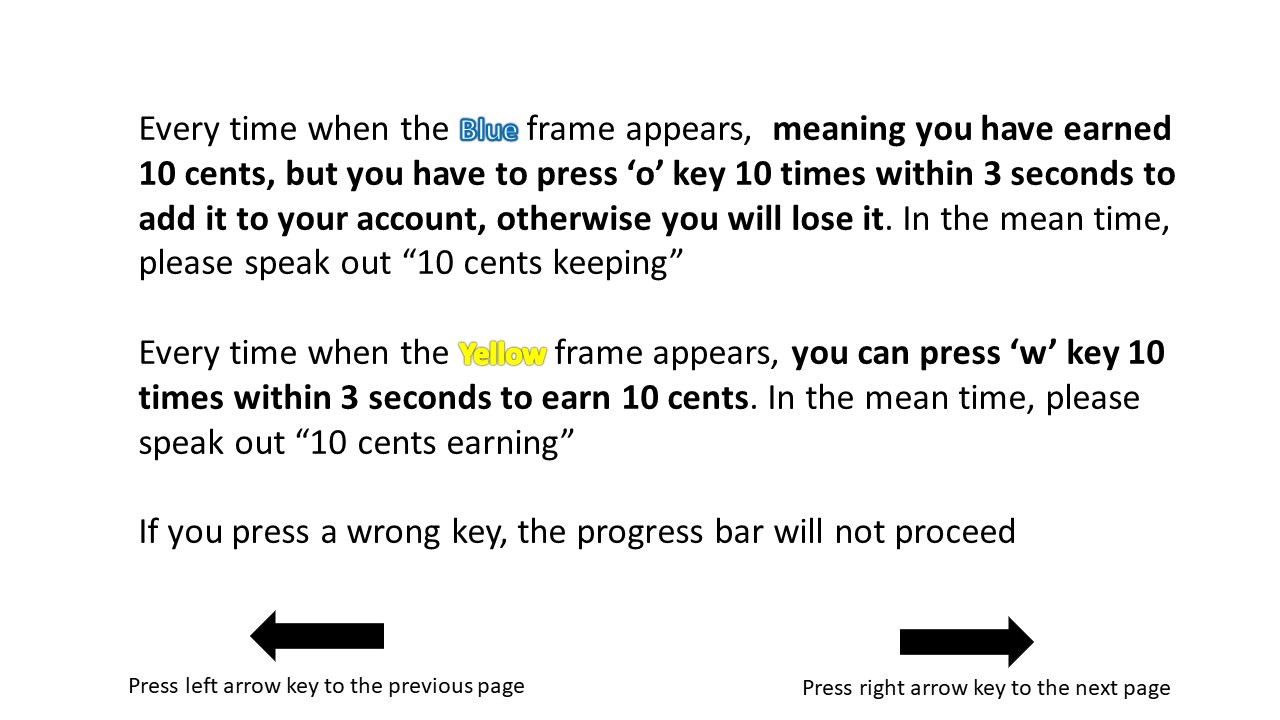 Every time when the Blue frame appears,  meaning you have earned
10 cents, but you have to press ‘o’ key 10 times within 3 seconds to
add it to your account, otherwise you will lose it. In the mean time,
please speak out “10 cents keeping”
Every time when the Yellow frame appears, you can press ‘w’ key 10
times within 3 seconds to earn 10 cents. In the mean time, please
speak out “10 cents earning”
If you press a wrong key, the progress bar will not proceed
Press left arrow key to the previous page
Press right arrow key to the next page